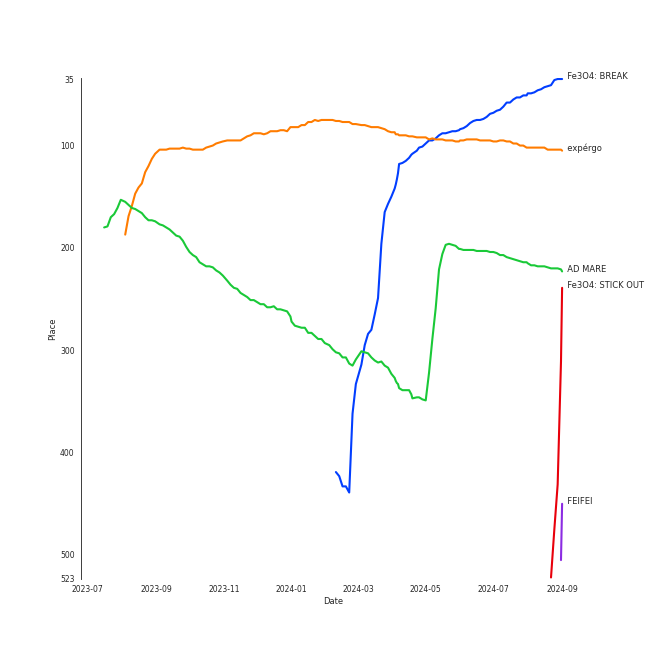 35
Fe3O4: BREAK
100
expérgo
200
AD MARE
Fe3O4: STICK OUT
Place
300
400
FEIFEI
500
523
2023-07
2023-09
2023-11
2024-01
2024-03
2024-05
2024-07
2024-09
Date